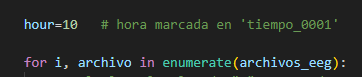 hour=10   # hora marcada en 'tiempo_0001'
for i, archivo in enumerate(archivos_eeg):